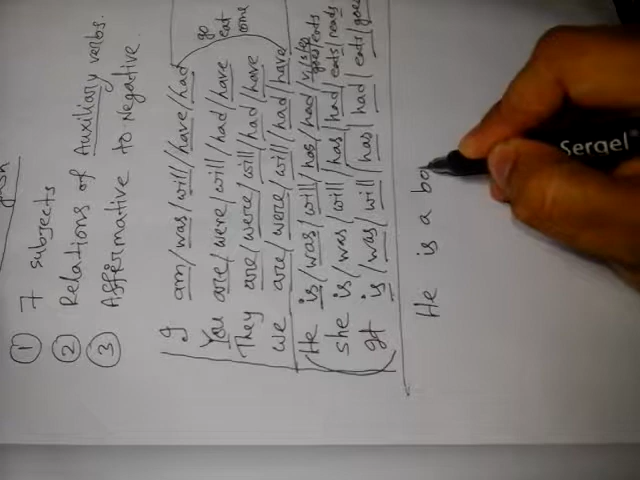 ① 7 subjects
② Relations of Auxiliary verbs.
③ Affirmative to Negative.
I am/was/will/have/had
You are/were/will/had/have
They are/were/will/had/have
we are/were/will/had/have
go
eat
come
He is/was/will/has/had/
goes/eats
she is/was/will/has/had/eats/reads
It is/was/will/has/had/eats/goes
He is a bo
Sergel